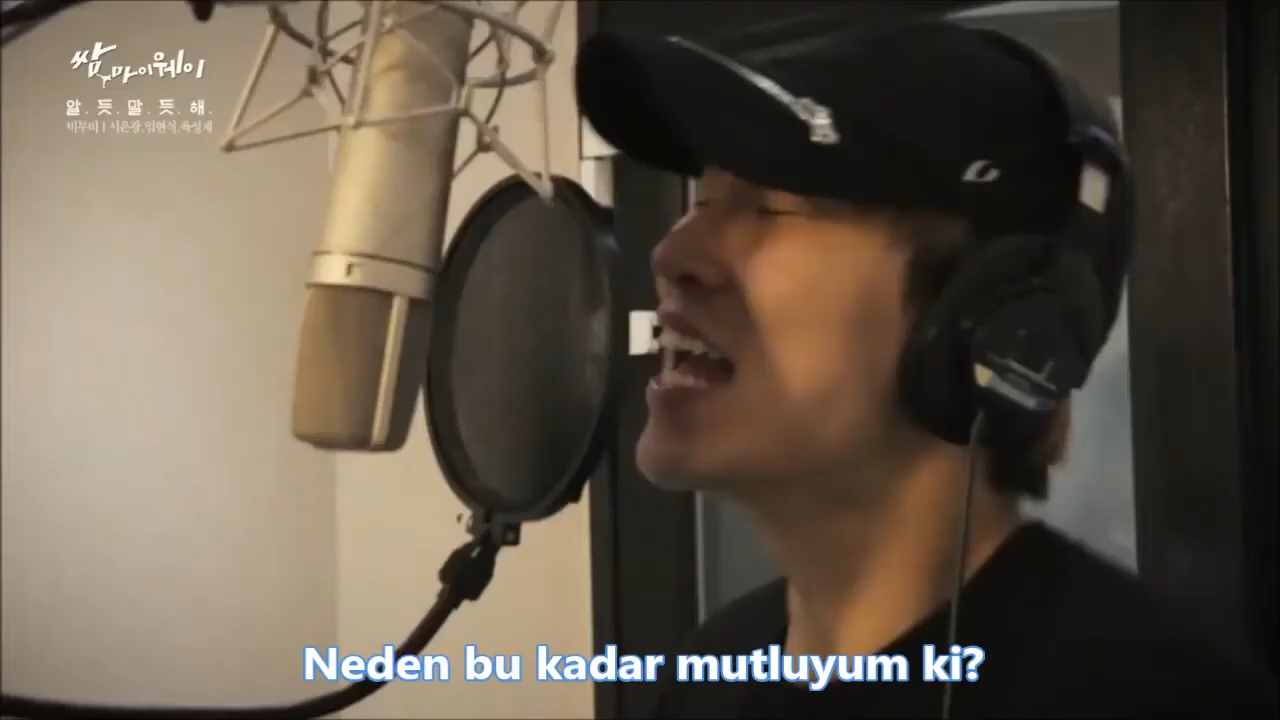 쌈, 마이웨이
알.듯.말.듯.해.
비투비 | 서은광, 임현식, 육성재
Neden bu kadar mutluyum ki?